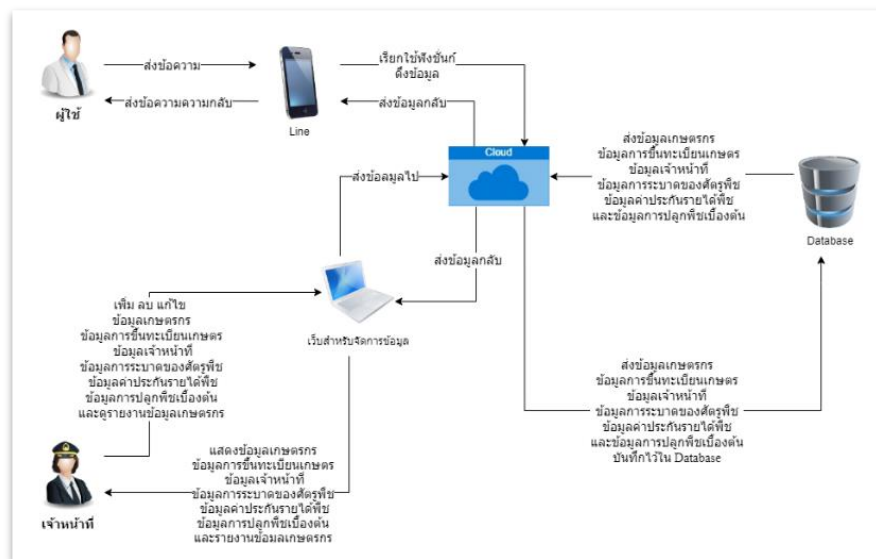 ส่งข้อความ
ส่งข้อความความกลับ
ผู้ใช้
Line
เรียกใช้ฟังชั่นก์
ดึงข้อมูล
ส่งข้อมูลกลับ
Cloud
ส่งข้อมูลเกษตรกร
ข้อมูลการขึ้นทะเบียนเกษตร
ข้อมูลเจ้าหน้าที่
ข้อมูลการระบาดของศัตรูพืช
ข้อมูลค่าประกันรายได้พืช
และข้อมูลการปลูกพืชเบื้องต้น
Database
ส่งข้อลมูลไป
ส่งข้อมูลกลับ
เว็บสำหรับจัดการข้อมูล
เพิ่ม ลบ แก้ไข
ข้อมูลเกษตรกร
ข้อมูลการขึ้นทะเบียนเกษตร
ข้อมูลเจ้าหน้าที่
ข้อมูลการระบาดของศัตรูพืช
ข้อมูลค่าประกันรายได้พืช
ข้อมูลการปลูกพืชเบื้องต้น
และดูรายงานข้อมูลเกษตรกร
ส่งข้อมูลเกษตรกร
ข้อมูลการขึ้นทะเบียนเกษตร
ข้อมูลเจ้าหน้าที่
ข้อมูลการระบาดของศัตรูพืช
ข้อมูลค่าประกันรายได้พืช
และข้อมูลการปลูกพืชเบื้องต้น
บันทึกไว้ใน Database
แสดงข้อมูลเกษตรกร
ข้อมูลการขึ้นทะเบียนเกษตร
ข้อมูลเจ้าหน้าที่
ข้อมูลการระบาดของศัตรูพืช
ข้อมูลค่าประกันรายได้พืช
ข้อมูลการปลูกพืชเบื้องต้น
และรายงานข้อมลเกษตรกร
เจ้าหน้าที่